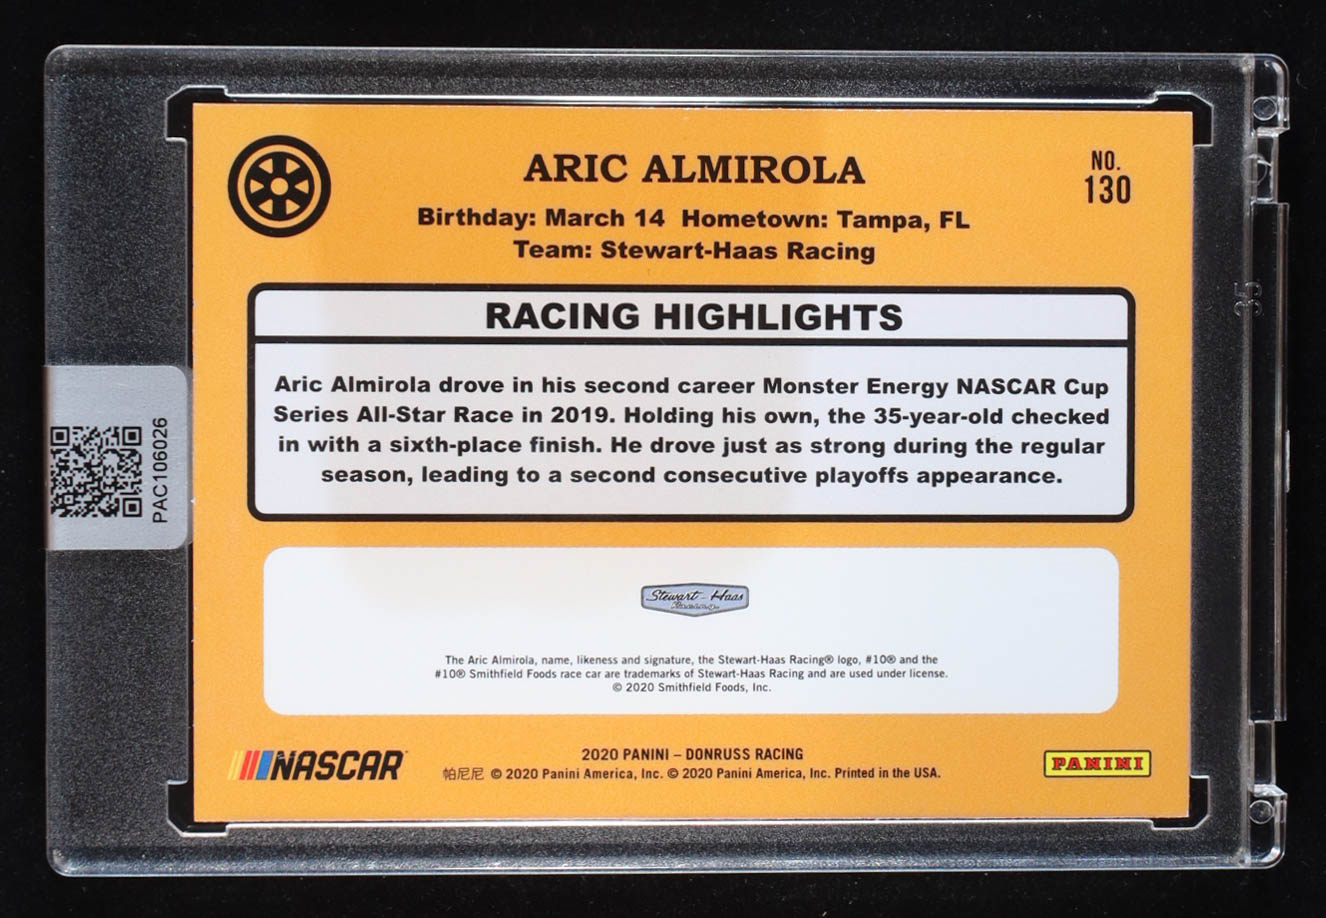 ARIC ALMIROLA
NO.
130
Birthday: March 14 Hometown: Tampa, FL
Team: Stewart-Haas Racing
RACING HIGHLIGHTS
Aric Almirola drove in his second career Monster Energy NASCAR Cup
Series All-Star Race in 2019. Holding his own, the 35-year-old checked
in with a sixth-place finish. He drove just as strong during the regular
season, leading to a second consecutive playoffs appearance.
PAC106026
35
Stewart-Haas
Racing
The Aric Almirola, name, likeness and signature, the Stewart-Haas Racing® logo, #10® and the
#10® Smithfield Foods race car are trademarks of Stewart-Haas Racing and are used under license.
© 2020 Smithfield Foods, Inc.
NASCAR
2020 PANINI – DONRUSS RACING
帕尼尼 © 2020 Panini America, Inc. © 2020 Panini America, Inc. Printed in the USA.
PANINI